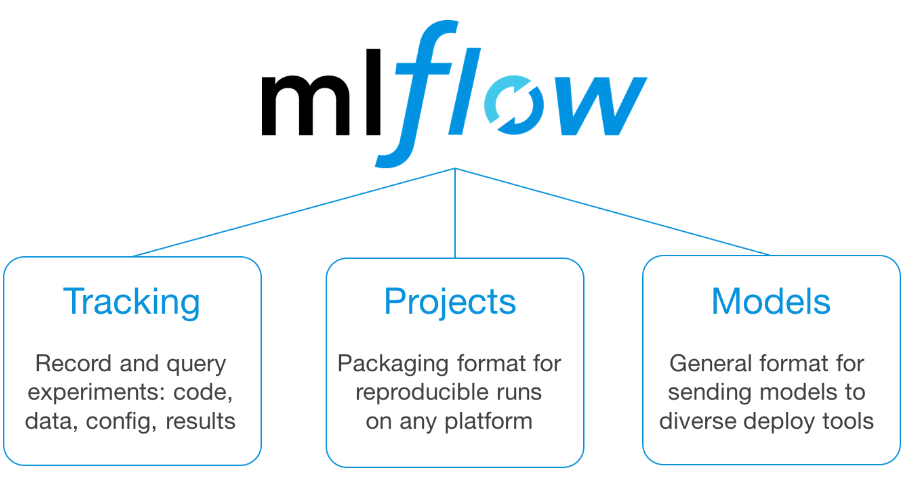 mlflow
Tracking
Record and query
experiments: code,
data, config, results
Projects
Packaging format for
reproducible runs
on any platform
Models
General format for
sending models to
diverse deploy tools